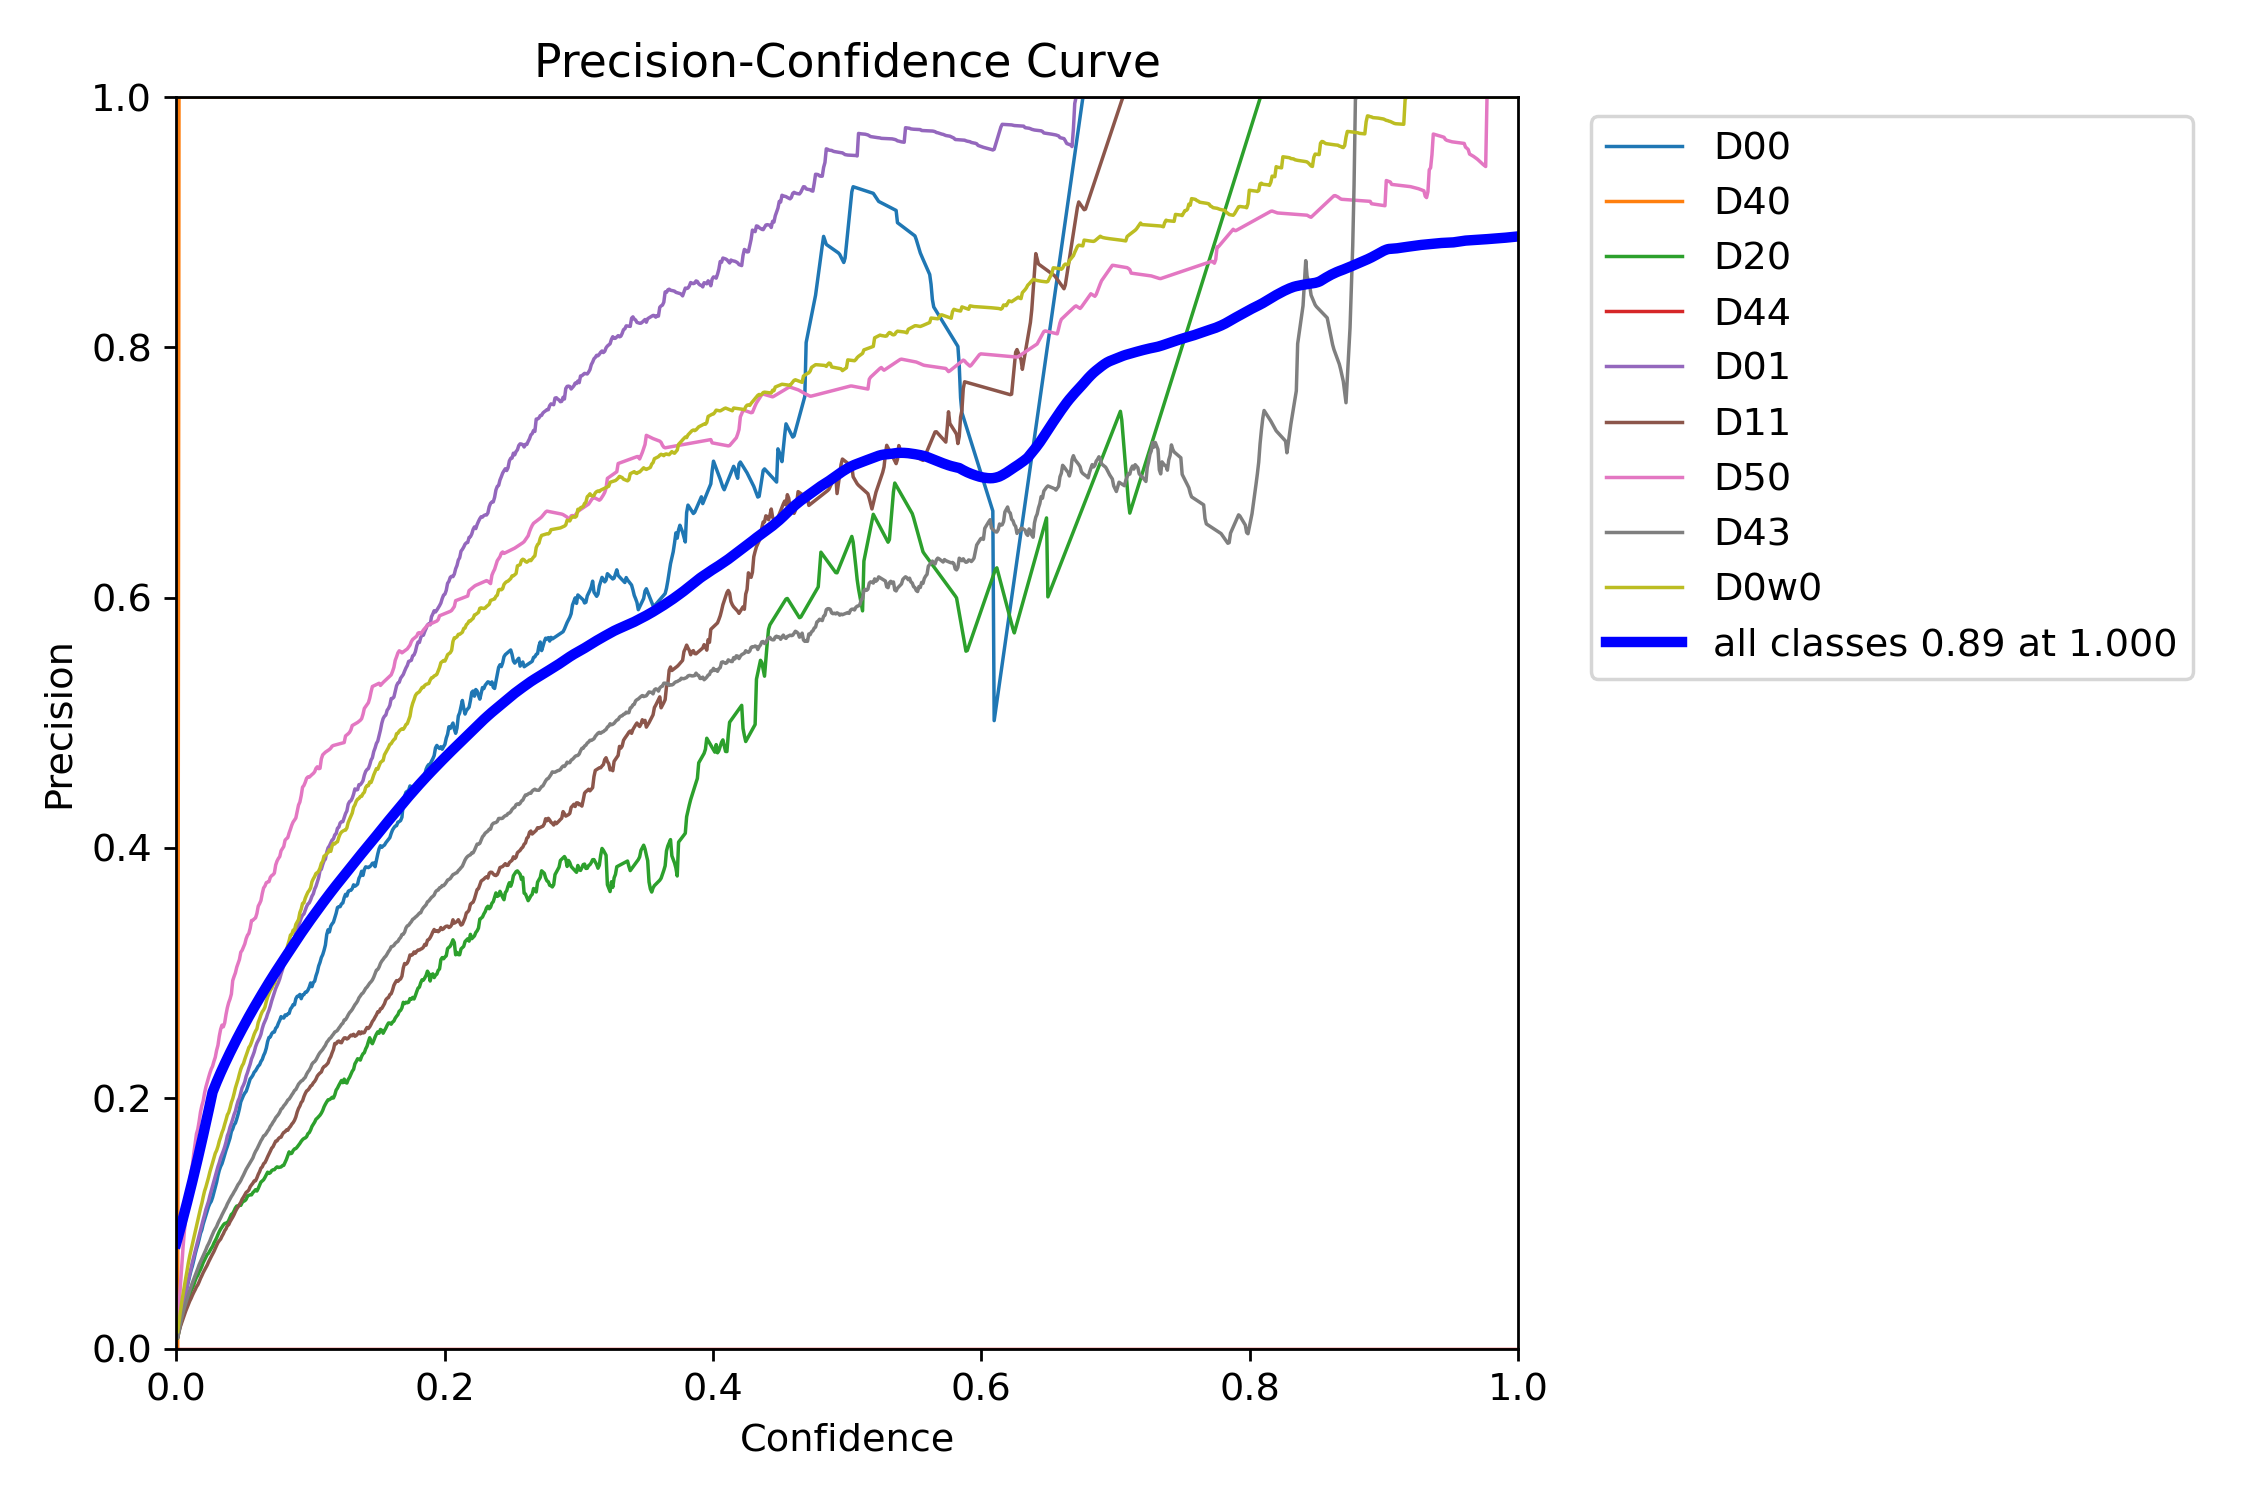 Precision-Confidence Curve
1.0
0.8
0.6
0.4
0.2
0.0
Precision
0.0 0.2 0.4 0.6 0.8 1.0
Confidence
D00
D40
D20
D44
D01
D11
D50
D43
D0w0
all classes 0.89 at 1.000